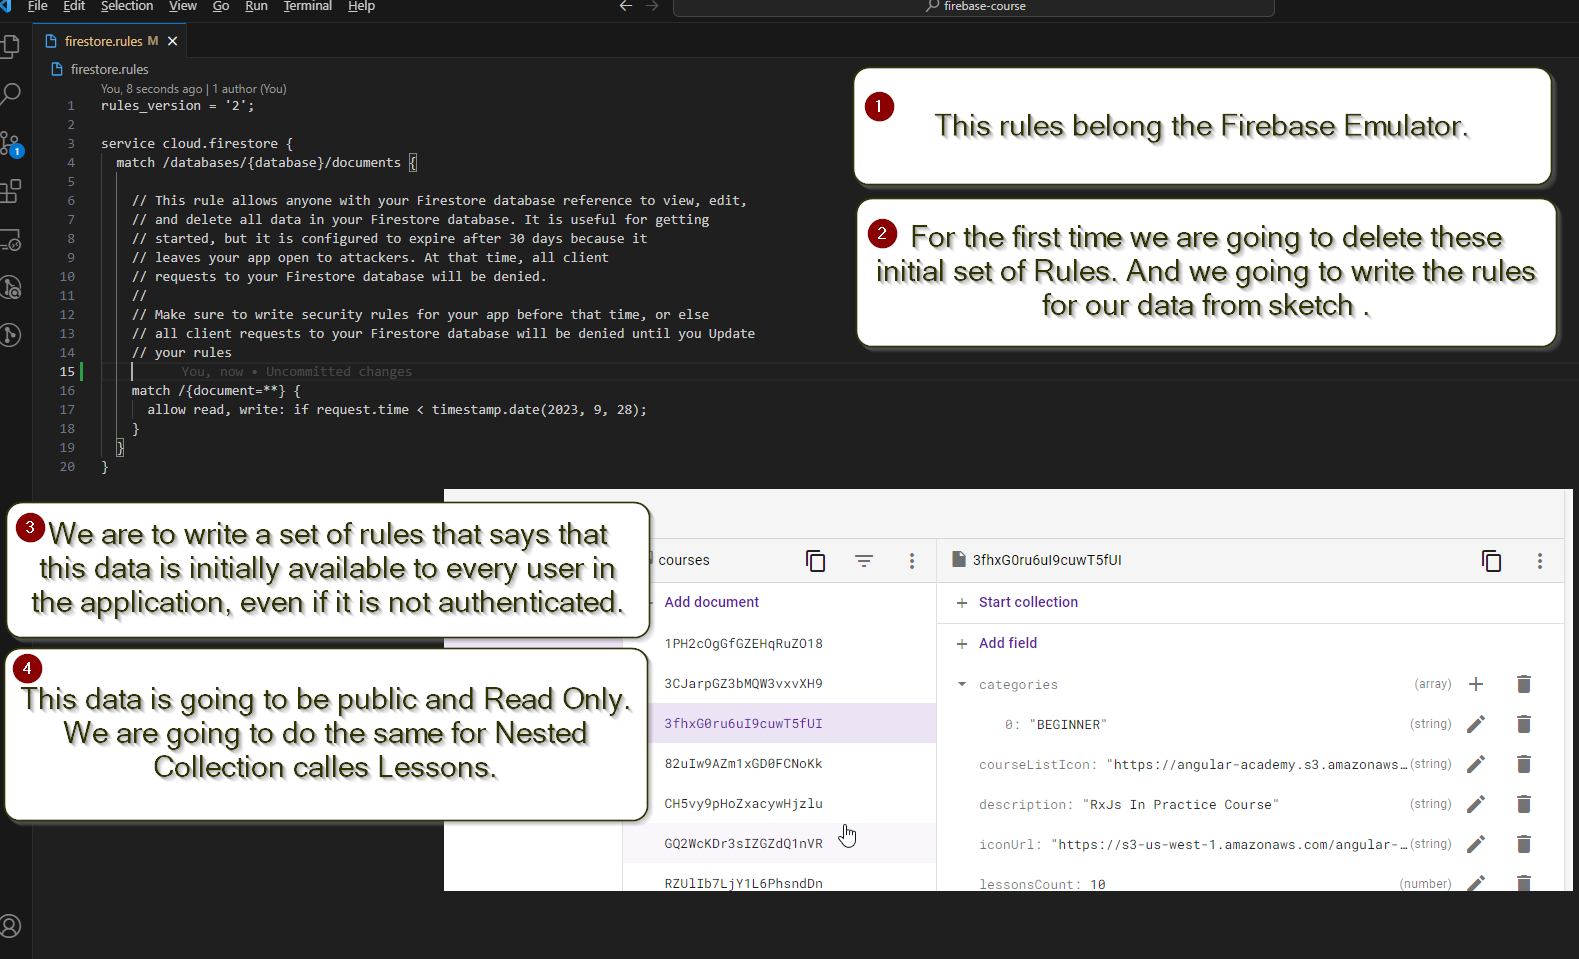 File Edit Selection View Go Run Terminal Help
firebase-course
firestore.rules M
firestore.rules
You, 8 seconds ago | 1 author (You)
1 rules_version = '2';
2
3 service cloud.firestore {
4 match /databases/{database}/documents {
5
6 // This rule allows anyone with your Firestore database reference to view, edit,
7 // and delete all data in your Firestore database. It is useful for getting
8 // started, but it is configured to expire after 30 days because it
9 // leaves your app open to attackers. At that time, all client
10 // requests to your Firestore database will be denied.
11 //
12 // Make sure to write security rules for your app before that time, or else
13 // all client requests to your Firestore database will be denied until you Update
14 // your rules
15 You, now • Uncommitted changes
16 match /{document=**} {
17 allow read, write: if request.time < timestamp.date(2023, 9, 28);
18 }
19 }
20 }
1
1
This rules belong the Firebase Emulator.
2
For the first time we are going to delete these
initial set of Rules. And we going to write the rules
for our data from sketch .
3
We are to write a set of rules that says that
this data is initially available to every user in
the application, even if it is not authenticated.
4
This data is going to be public and Read Only.
We are going to do the same for Nested
Collection calles Lessons.
courses
Add document
1PH2cOgGfGZEHqRuZO18
3CJarpGZ3bMQW3vxvXH9
3fhxG0ru6uI9cuwT5fUI
82uIw9AZm1xGD0FCNoKk
CH5vy9pHoZxacywHjzlu
GQ2WcKDr3sIZGZdQ1nVR
RZUlIb7LjY1L6PhsndDn
3fhxG0ru6uI9cuwT5fUI
+ Start collection
+ Add field
categories (array)
0: "BEGINNER" (string)
courseListIcon: "https://angular-academy.s3.amazonaws… (string)
description: "RxJs In Practice Course" (string)
iconUrl: "https://s3-us-west-1.amazonaws.com/angular-… (string)
lessonsCount: 10 (number)